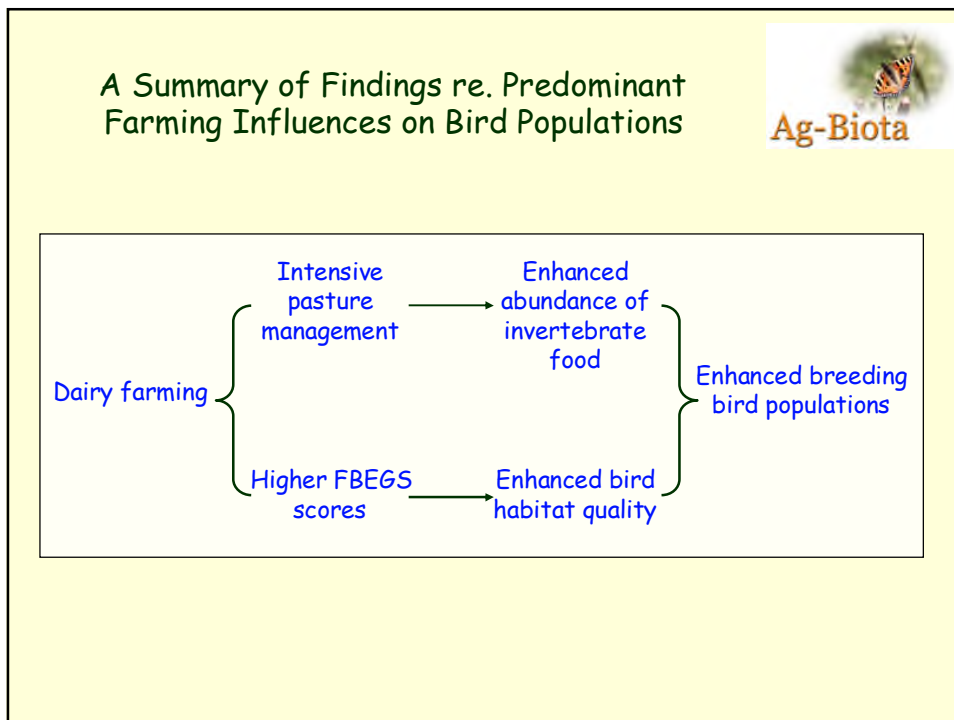 A Summary of Findings re. Predominant
Farming Influences on Bird Populations
Ag-Biota
Intensive
pasture
management
Enhanced
abundance of
invertebrate
food
Dairy farming
Enhanced breeding
bird populations
Higher FBEGS
scores
Enhanced bird
habitat quality